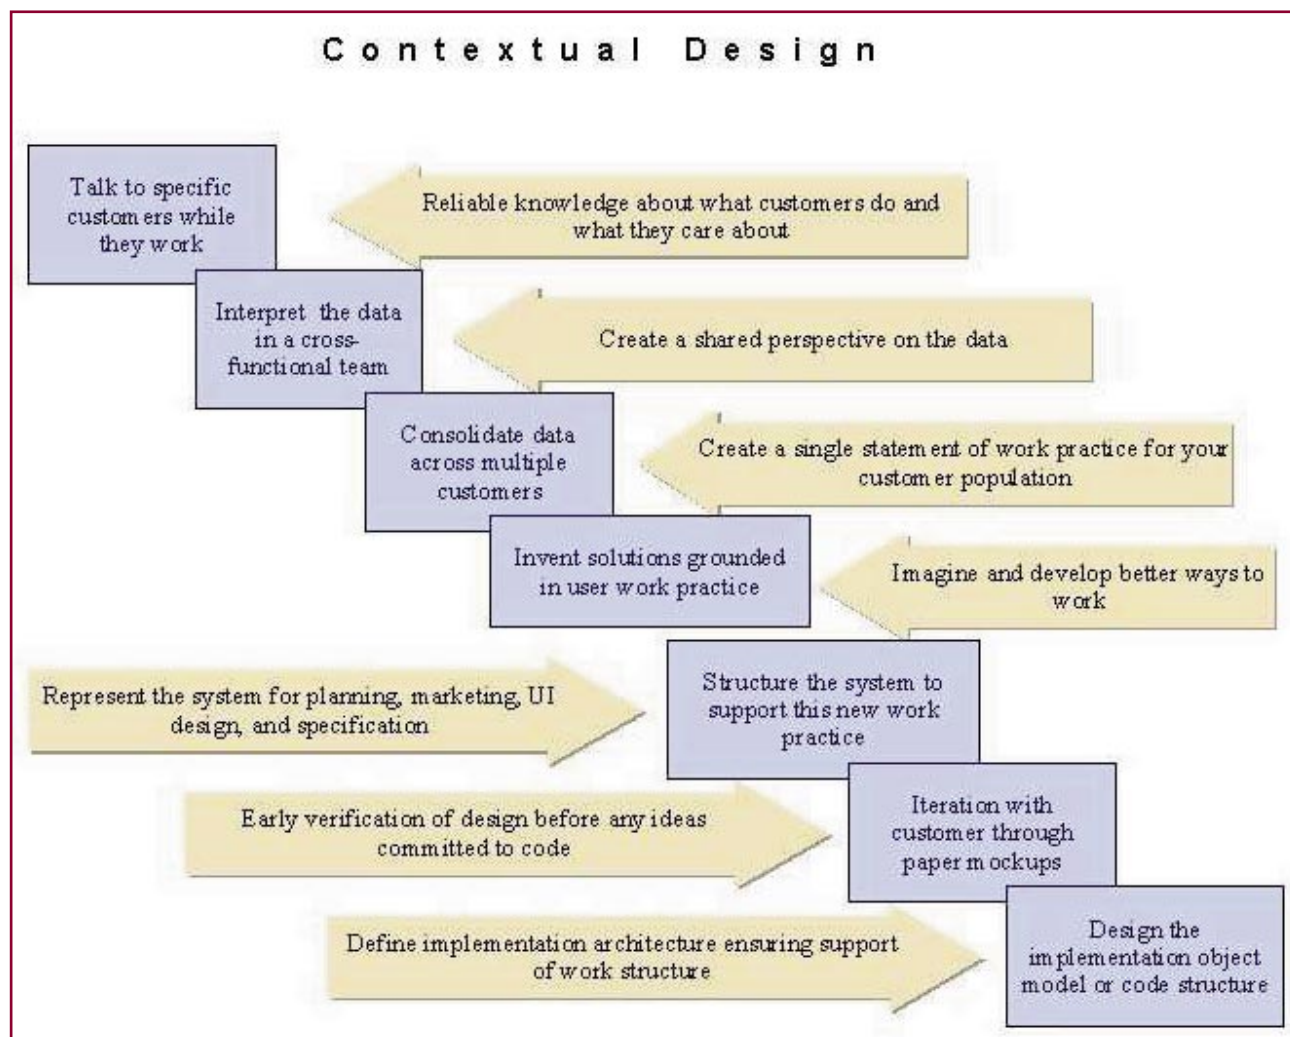 Contextual Design
Talk to specific
customers while
they work
Reliable knowledge about what customers do and
what they care about
Interpret the data
in a cross-
functional team
Create a shared perspective on the data
Consolidate data
across multiple
customers
Create a single statement of work practice for your
customer population
Invent solutions grounded
in user work practice
Imagine and develop better ways to
work
Represent the system for planning, marketing, UI
design, and specification
Structure the system to
support this new work
practice
Early verification of design before any ideas
committed to code
Iteration with
customer through
paper mockups
Define implementation architecture ensuring support
of work structure
Design the
implementation object
model or code structure